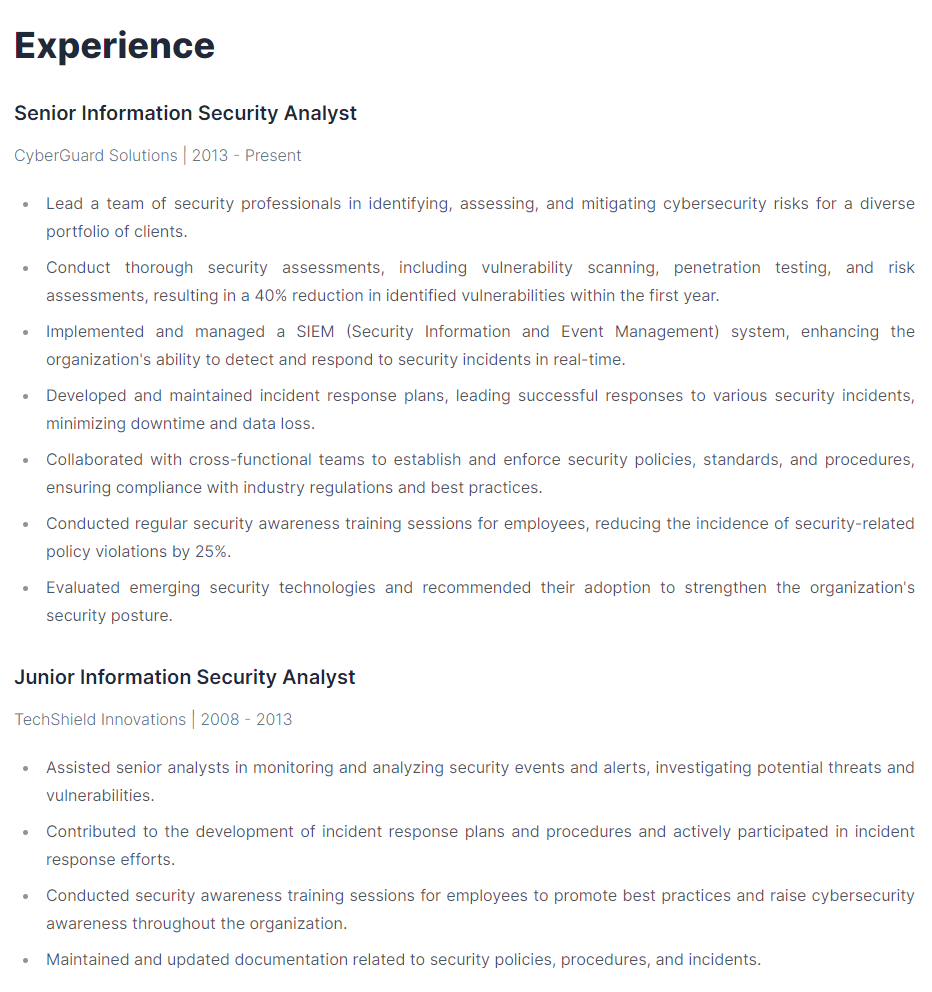 Experience
Senior Information Security Analyst
CyberGuard Solutions | 2013 - Present
• Lead a team of security professionals in identifying, assessing, and mitigating cybersecurity risks for a diverse
portfolio of clients.
• Conduct thorough security assessments, including vulnerability scanning, penetration testing, and risk
assessments, resulting in a 40% reduction in identified vulnerabilities within the first year.
• Implemented and managed a SIEM (Security Information and Event Management) system, enhancing the
organization's ability to detect and respond to security incidents in real-time.
• Developed and maintained incident response plans, leading successful responses to various security incidents,
minimizing downtime and data loss.
• Collaborated with cross-functional teams to establish and enforce security policies, standards, and procedures,
ensuring compliance with industry regulations and best practices.
• Conducted regular security awareness training sessions for employees, reducing the incidence of security-related
policy violations by 25%.
• Evaluated emerging security technologies and recommended their adoption to strengthen the organization's
security posture.
Junior Information Security Analyst
TechShield Innovations | 2008 - 2013
• Assisted senior analysts in monitoring and analyzing security events and alerts, investigating potential threats and
vulnerabilities.
• Contributed to the development of incident response plans and procedures and actively participated in incident
response efforts.
• Conducted security awareness training sessions for employees to promote best practices and raise cybersecurity
awareness throughout the organization.
• Maintained and updated documentation related to security policies, procedures, and incidents.